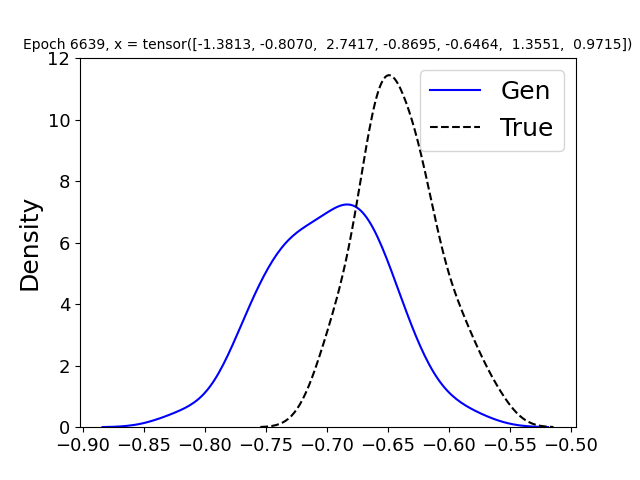 Epoch 6639, x = tensor([-1.3813, -0.8070,  2.7417, -0.8695, -0.6464,  1.3551,  0.9715])
12
10
8
6
4
2
0
Density
Gen
True
−0.90 −0.85 −0.80 −0.75 −0.70 −0.65 −0.60 −0.55 −0.50